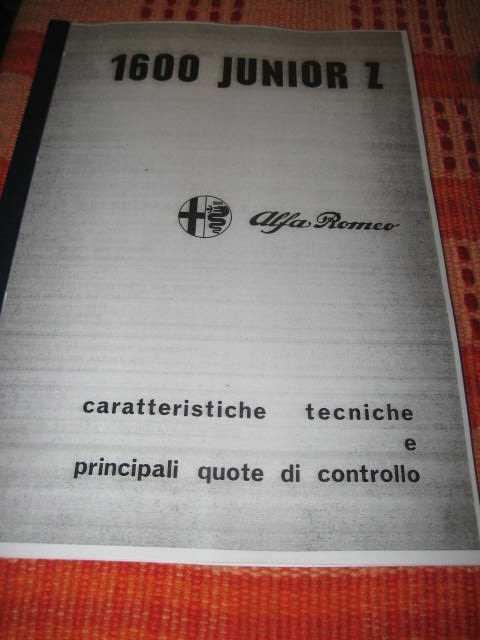 1600 JUNIOR Z
Alfa Romeo
caratteristiche tecniche
e
principali quote di controllo